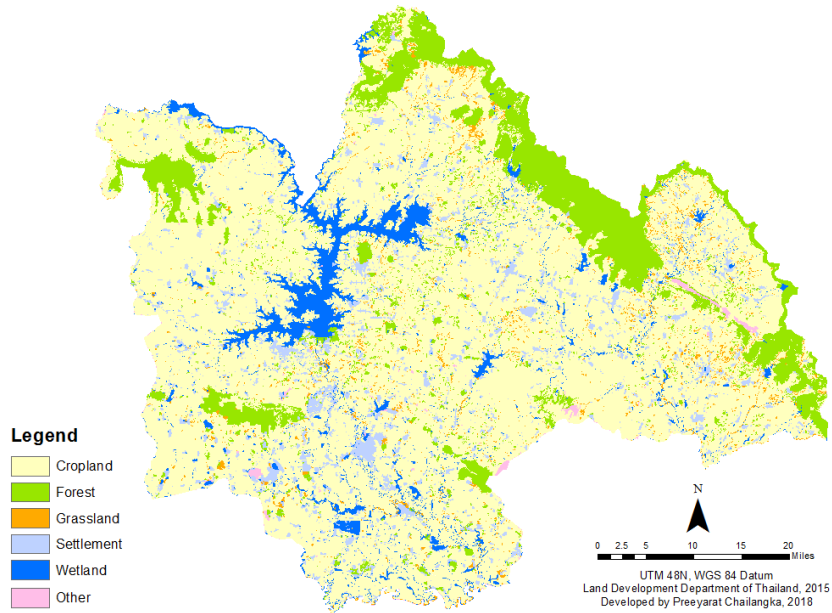 Legend
Cropland
Forest
Grassland
Settlement
Wetland
Other
N
0 2.5 5 10 15 20
Miles
UTM 48N, WGS 84 Datum
Land Development Department of Thailand, 2015
Developed by Preeyarat Chailangka, 2018